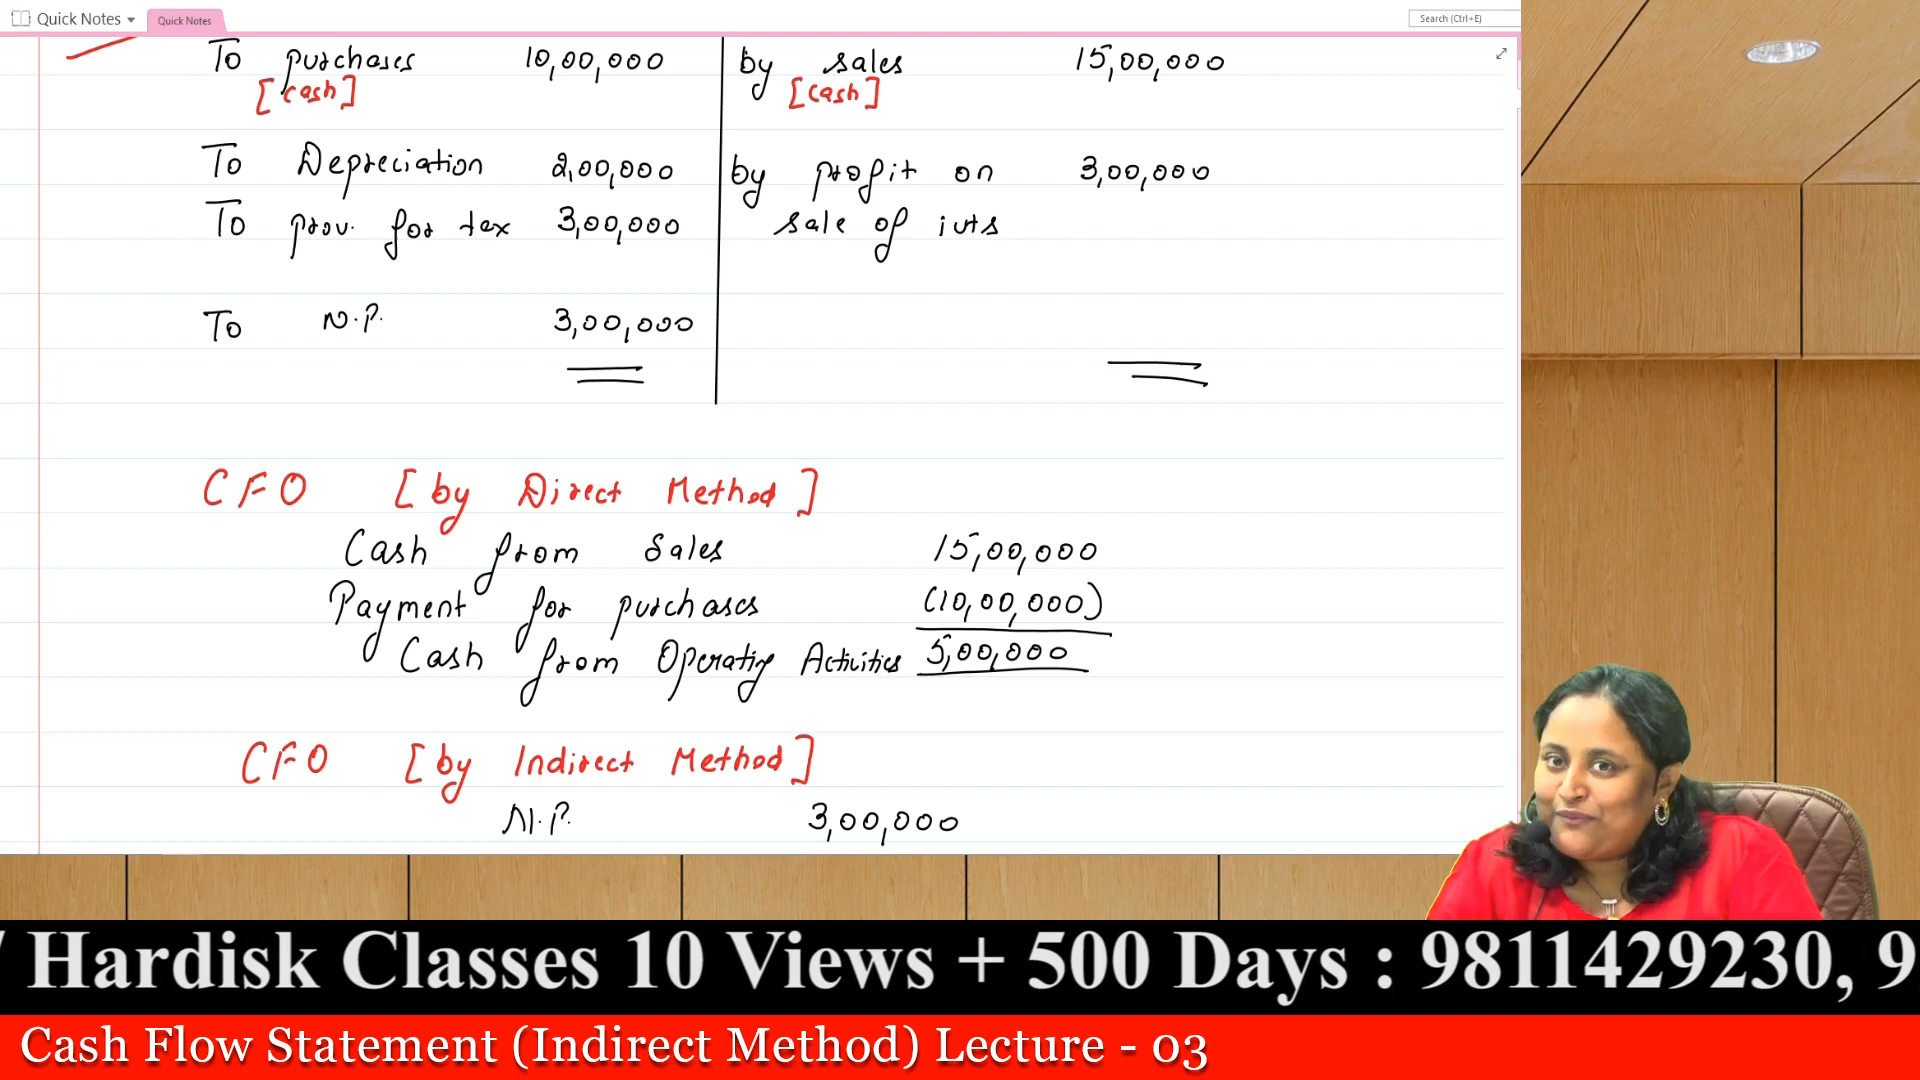 Quick Notes
Quick Notes
Search (Ctrl+E)
To purchases 10,00,000 by sales 15,00,000
[cash] [cash]
To Depreciation 2,00,000 by profit on 3,00,000
To prov. for tax 3,00,000 sale of ivts
To N.P. 3,00,000
CFO [by Direct Method]
Cash from Sales 15,00,000
Payment for purchases (10,00,000)
Cash from Operating Activities 5,00,000
CFO [by Indirect Method]
N.P. 3,00,000
/ Hardisk Classes 10 Views + 500 Days : 9811429230, 9
Cash Flow Statement (Indirect Method) Lecture - 03